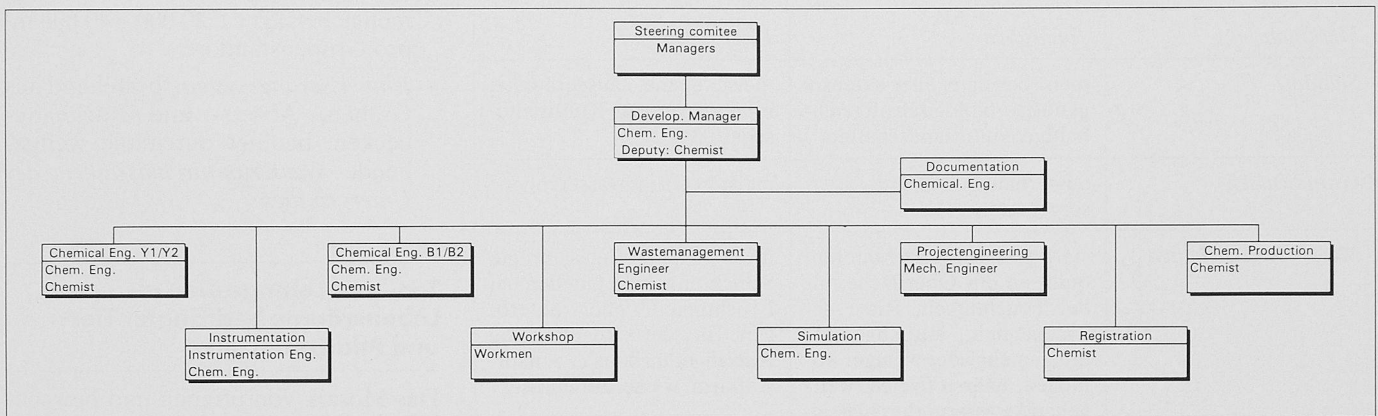 Steering comitee
Managers
Develop. Manager
Chem. Eng.
Deputy: Chemist
Documentation
Chemical. Eng.
Chemical Eng. Y1/Y2
Chem. Eng.
Chemist
Chemical Eng. B1/B2
Chem. Eng.
Chemist
Wastemanagement
Engineer
Chemist
Projectengineering
Mech. Engineer
Chem. Production
Chemist
Instrumentation
Instrumentation Eng.
Chem. Eng.
Workshop
Workmen
Simulation
Chem. Eng.
Registration
Chemist